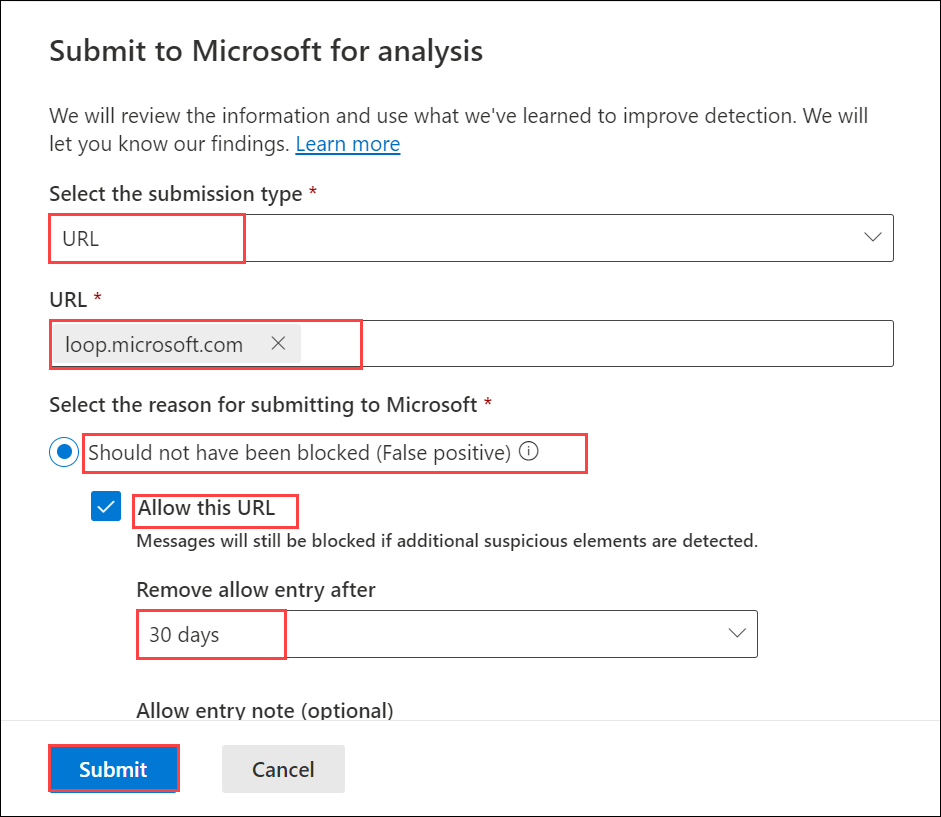 Submit to Microsoft for analysis
We will review the information and use what we've learned to improve detection. We will
let you know our findings. Learn more
Select the submission type *
URL
URL *
loop.microsoft.com
Select the reason for submitting to Microsoft *
Should not have been blocked (False positive)
Allow this URL
Messages will still be blocked if additional suspicious elements are detected.
Remove allow entry after
30 days
Allow entry note (optional)
Submit Cancel